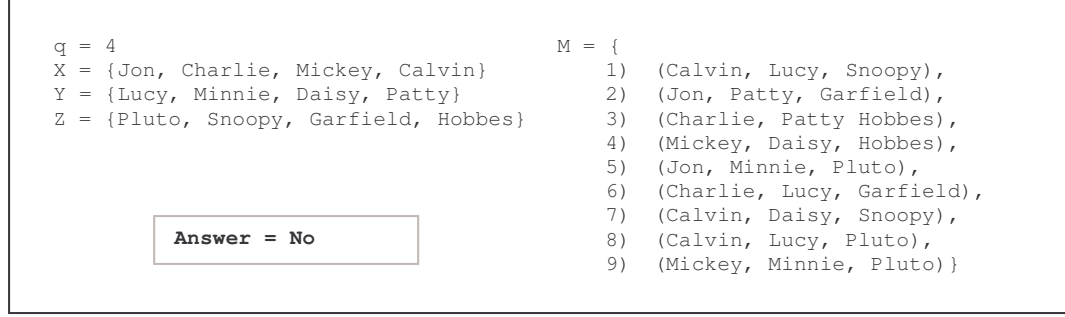 q = 4
X = {Jon, Charlie, Mickey, Calvin}
Y = {Lucy, Minnie, Daisy, Patty}
Z = {Pluto, Snoopy, Garfield, Hobbes}
Answer = No
M = {
1) (Calvin, Lucy, Snoopy),
2) (Jon, Patty, Garfield),
3) (Charlie, Patty Hobbes),
4) (Mickey, Daisy, Hobbes),
5) (Jon, Minnie, Pluto),
6) (Charlie, Lucy, Garfield),
7) (Calvin, Daisy, Snoopy),
8) (Calvin, Lucy, Pluto),
9) (Mickey, Minnie, Pluto)}